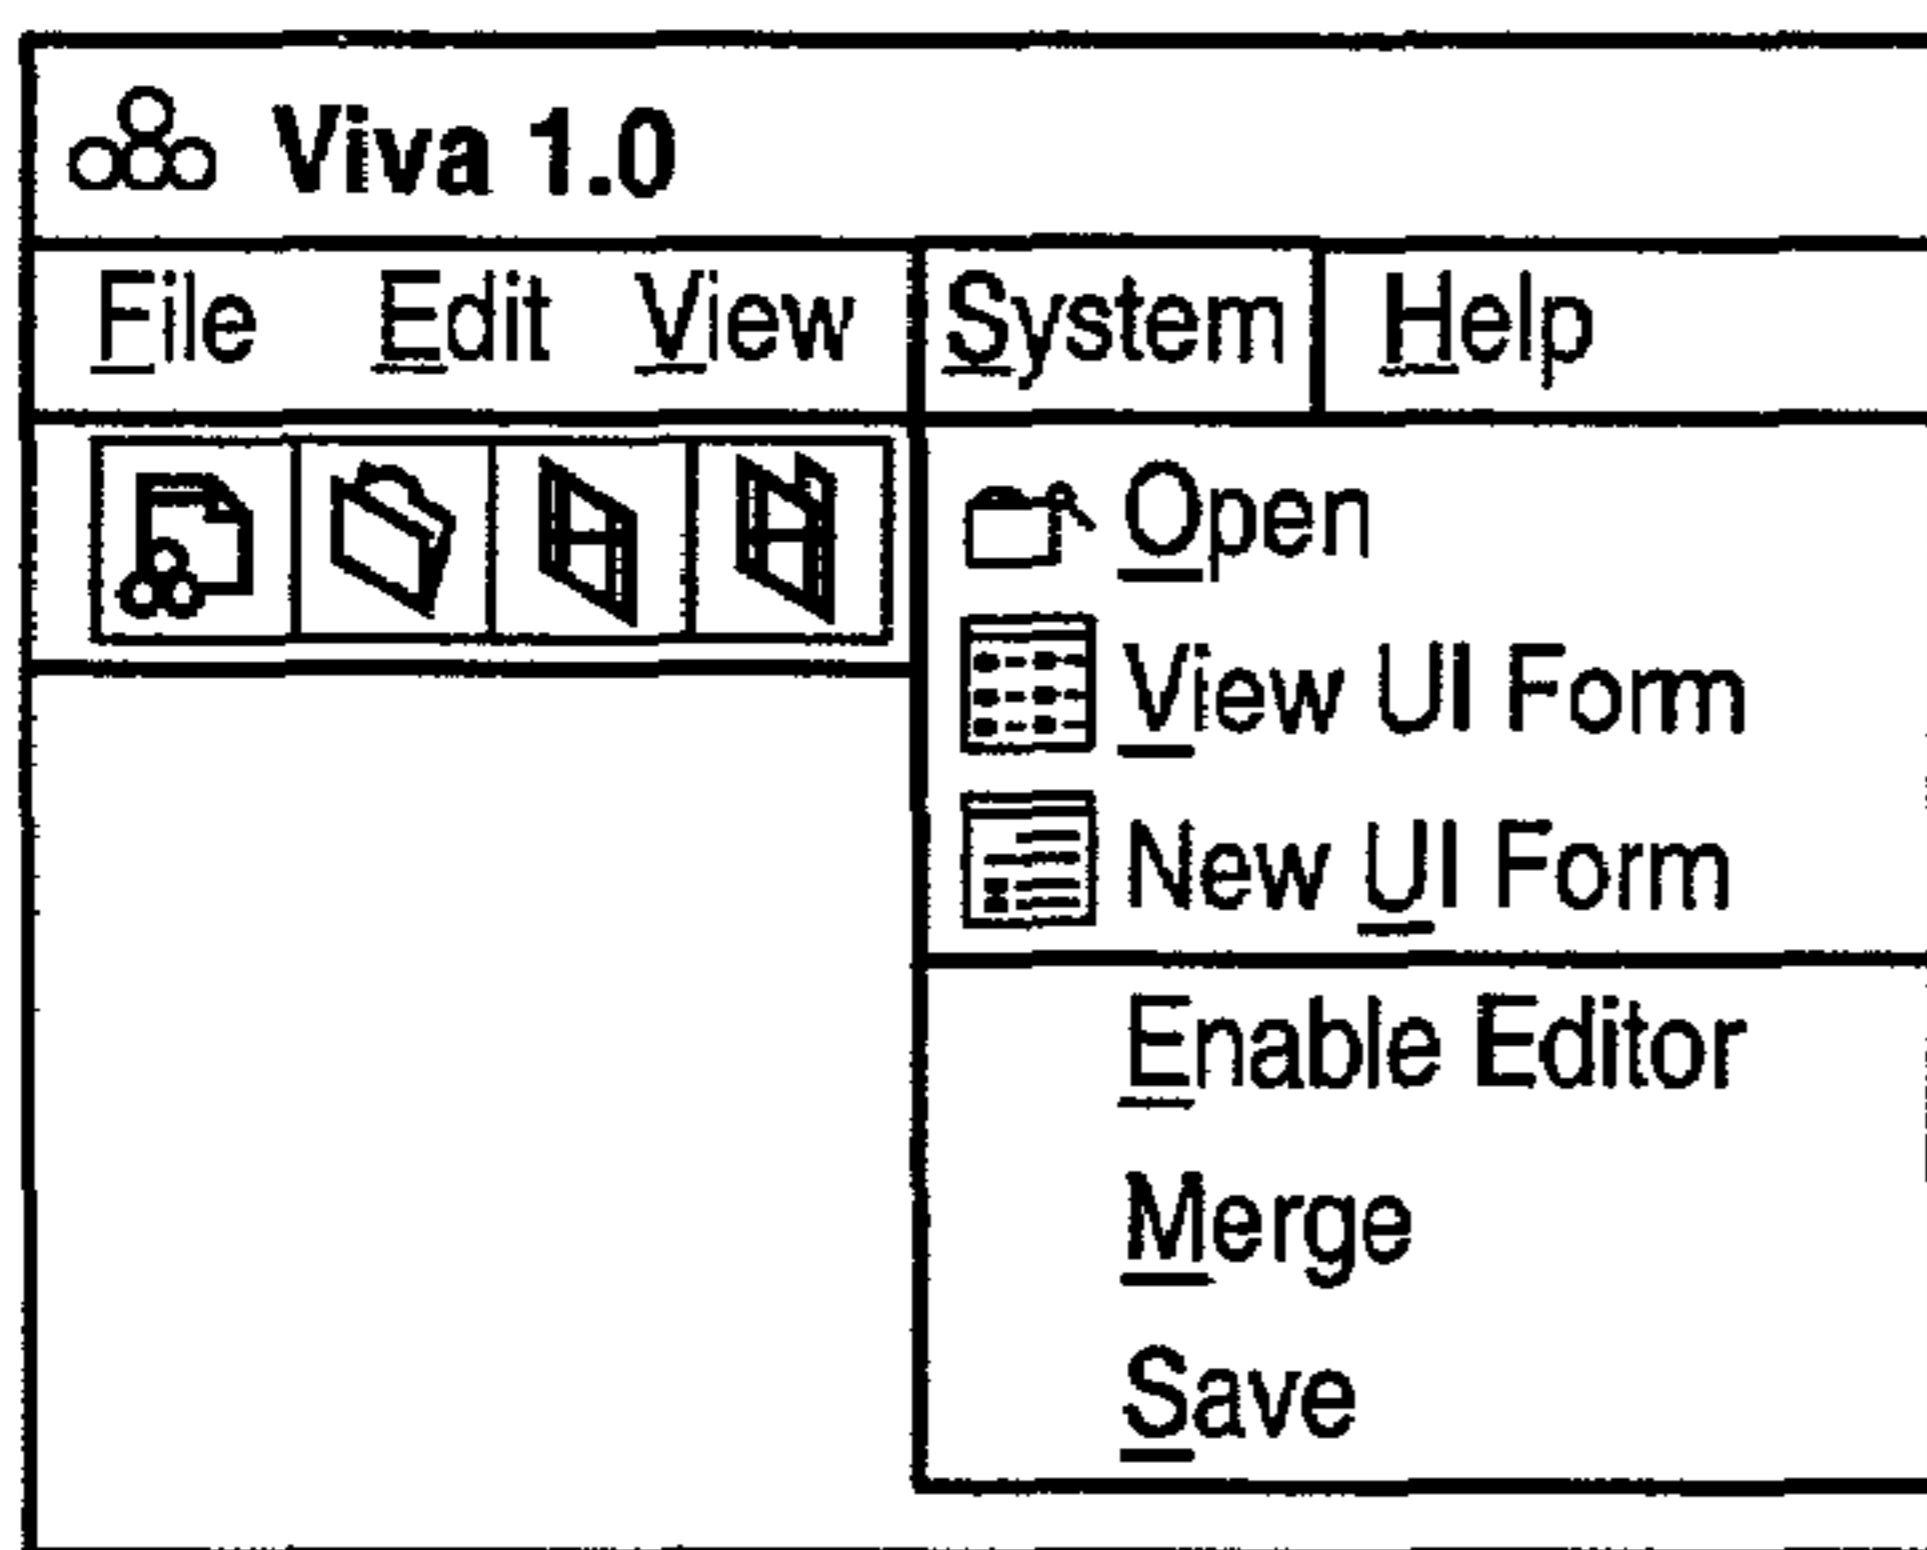 Viva 1.0
File Edit View System Help
Open
View UI Form
New UI Form
Enable Editor
Merge
Save